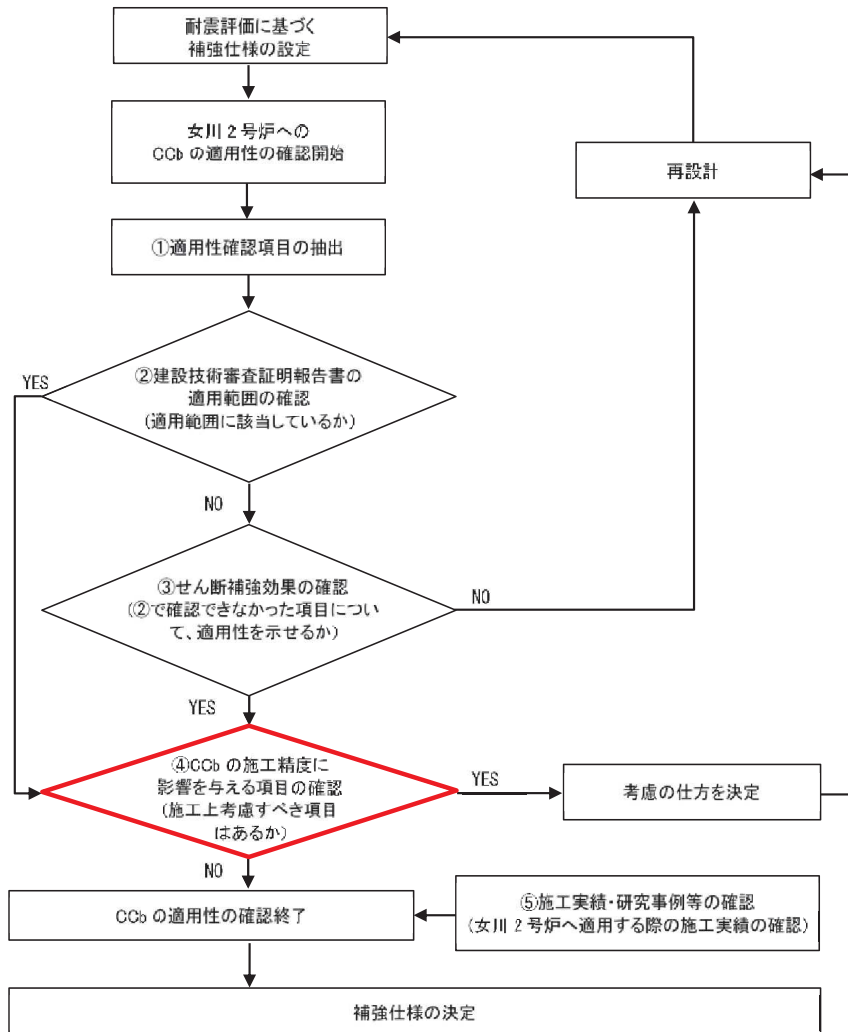 耐震評価に基づく
補強仕様の設定
女川２号炉への
CCbの適用性の確認開始
再設計
①適用性確認項目の抽出
YES
②建設技術審査証明報告書の
適用範囲の確認
(適用範囲に該当しているか)
NO
③せん断補強効果の確認
(②で確認できなかった項目につい
て、適用性を示せるか)
NO
YES
④CCbの施工精度に
影響を与える項目の確認
(施工上考慮すべき項目
はあるか)
YES
考慮の仕方を決定
NO
CCbの適用性の確認終了
⑤施工実績・研究事例等の確認
(女川２号炉へ適用する際の施工実績の確認)
補強仕様の決定